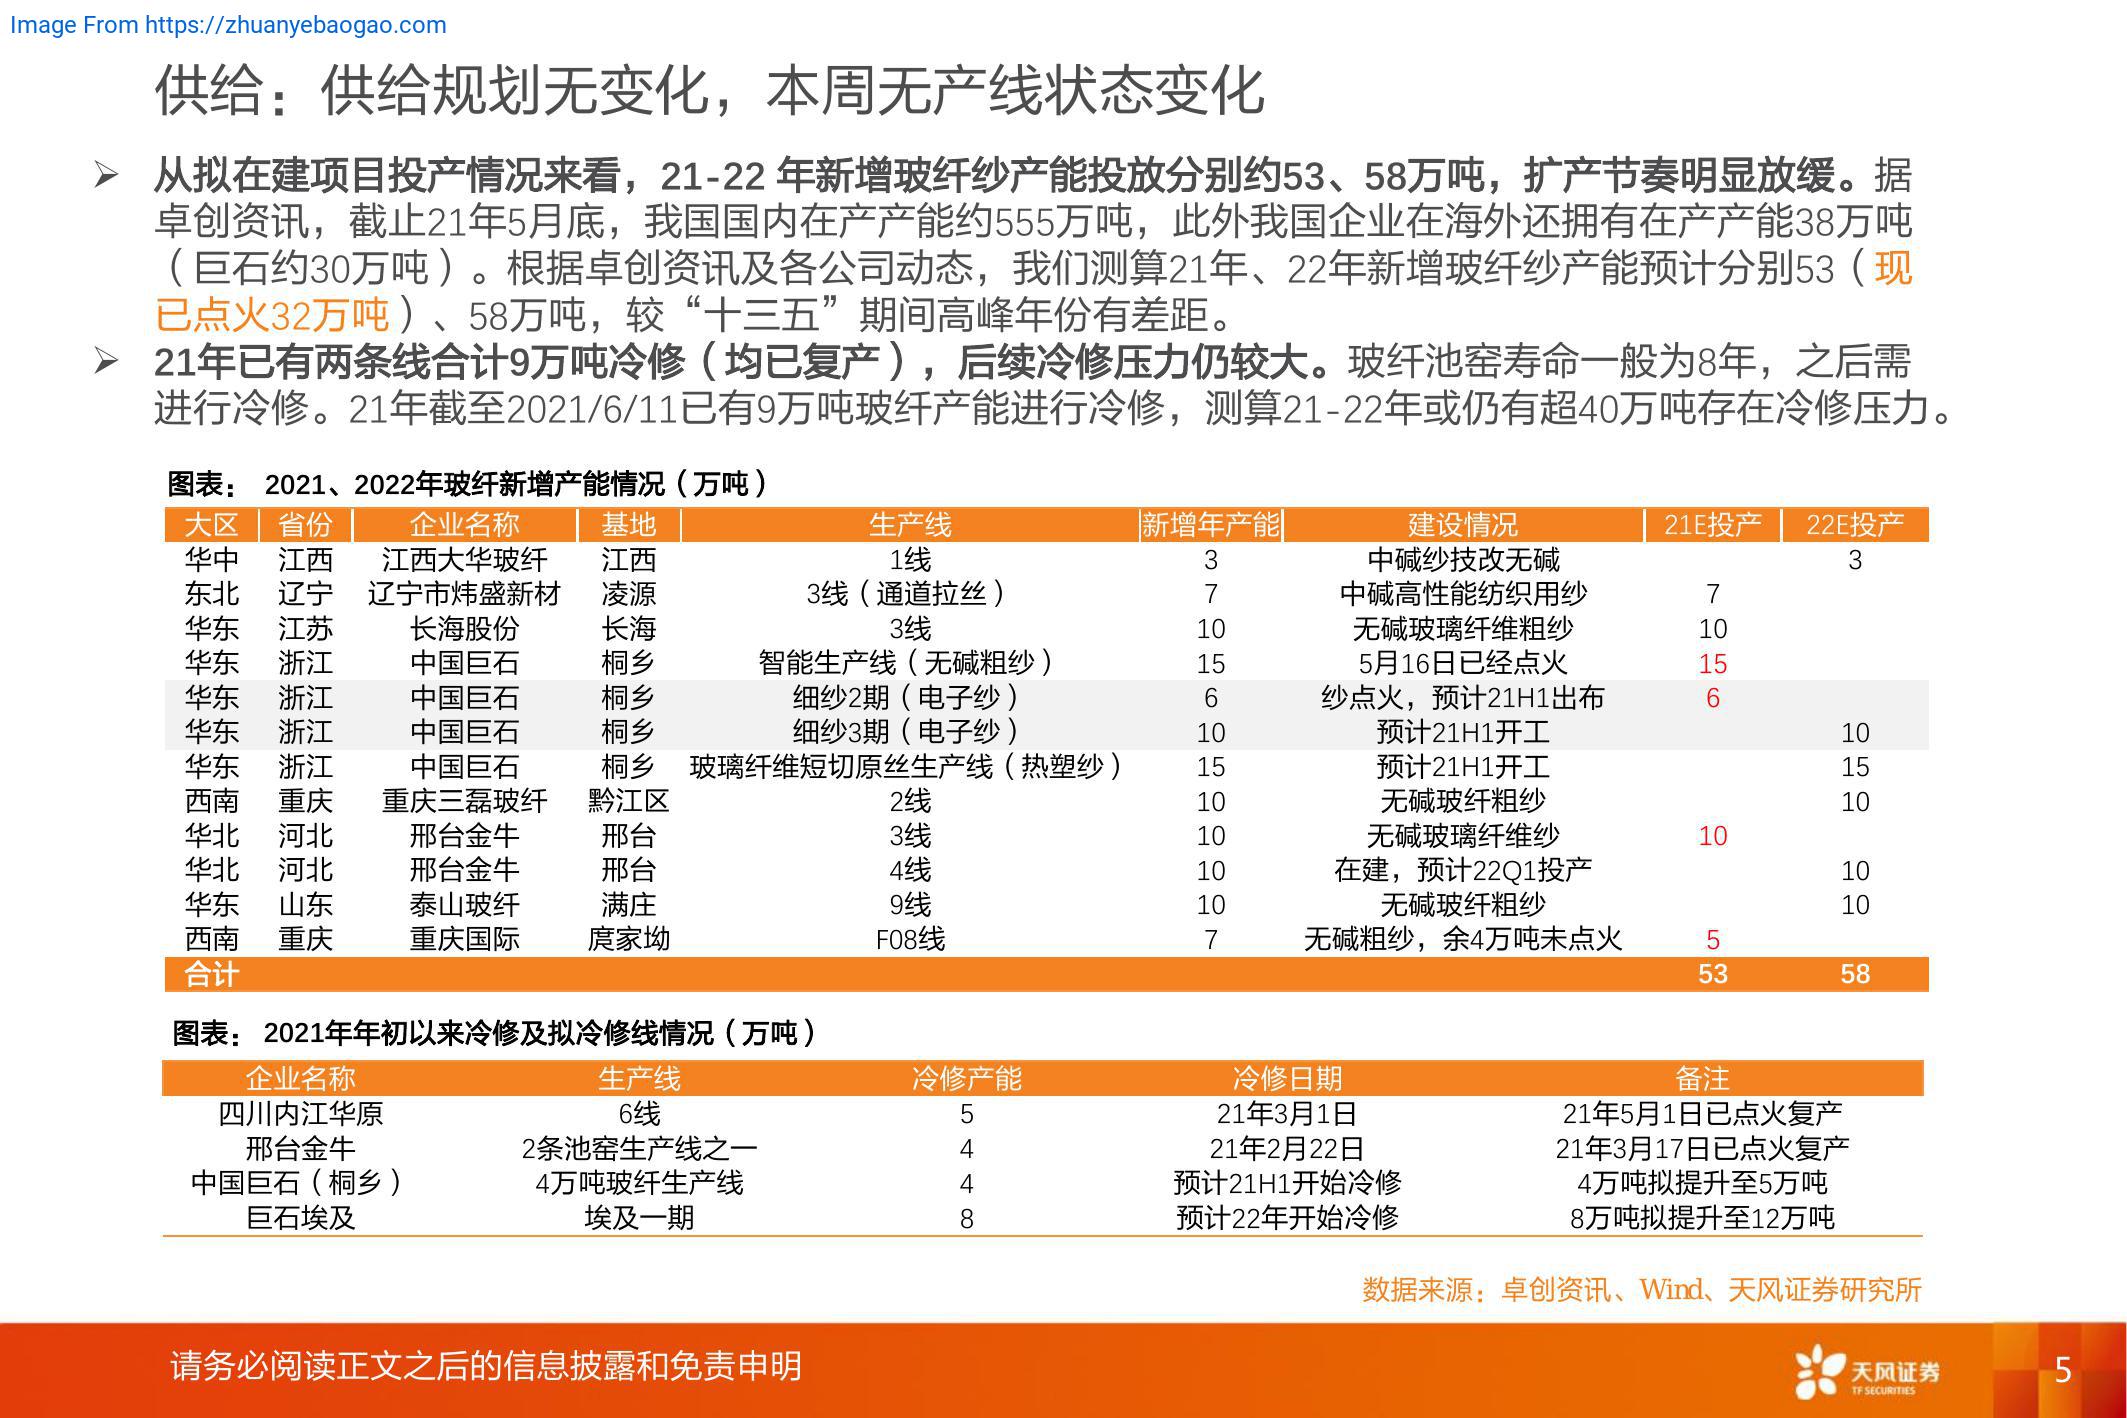 Image From https://zhuanyebaogao.com
供给：供给规划无变化，本周无产线状态变化
➢ 从拟在建项目投产情况来看，21-22 年新增玻纤纱产能投放分别约53、58万吨，扩产节奏明显放缓。据
卓创资讯，截止21年5月底，我国国内在产产能约555万吨，此外我国企业在海外还拥有在产产能38万吨
（巨石约30万吨）。根据卓创资讯及各公司动态，我们测算21年、22年新增玻纤纱产能预计分别53（现
已点火32万吨）、58万吨，较“十三五”期间高峰年份有差距。
➢ 21年已有两条线合计9万吨冷修（均已复产），后续冷修压力仍较大。玻纤池窑寿命一般为8年，之后需
进行冷修。21年截至2021/6/11已有9万吨玻纤产能进行冷修，测算21-22年或仍有超40万吨存在冷修压力。
图表： 2021、2022年玻纤新增产能情况（万吨）
大区 省份 企业名称 基地 生产线 新增年产能 建设情况 21E投产 22E投产
华中 江西 江西大华玻纤 江西 1线 3 中碱纱技改无碱 3
东北 辽宁 辽宁市炜盛新材 凌源 3线（通道拉丝） 7 中碱高性能纺织用纱 7
华东 江苏 长海股份 长海 3线 10 无碱玻璃纤维粗纱 10
华东 浙江 中国巨石 桐乡 智能生产线（无碱粗纱） 15 5月16日已经点火 15
华东 浙江 中国巨石 桐乡 细纱2期（电子纱） 6 纱点火，预计21H1出布 6
华东 浙江 中国巨石 桐乡 细纱3期（电子纱） 10 预计21H1开工 10
华东 浙江 中国巨石 桐乡 玻璃纤维短切原丝生产线（热塑纱） 15 预计21H1开工 15
西南 重庆 重庆三磊玻纤 黔江区 2线 10 无碱玻纤粗纱 10
华北 河北 邢台金牛 邢台 3线 10 无碱玻璃纤维纱 10
华北 河北 邢台金牛 邢台 4线 10 在建，预计22Q1投产 10
华东 山东 泰山玻纤 满庄 9线 10 无碱玻纤粗纱 10
西南 重庆 重庆国际 庹家坳 F08线 7 无碱粗纱，余4万吨未点火 5
合计 53 58
图表： 2021年年初以来冷修及拟冷修线情况（万吨）
企业名称 生产线 冷修产能 冷修日期 备注
四川内江华原 6线 5 21年3月1日 21年5月1日已点火复产
邢台金牛 2条池窑生产线之一 4 21年2月22日 21年3月17日已点火复产
中国巨石（桐乡） 4万吨玻纤生产线 4 预计21H1开始冷修 4万吨拟提升至5万吨
巨石埃及 埃及一期 8 预计22年开始冷修 8万吨拟提升至12万吨
数据来源：卓创资讯、Wind、天风证券研究所
请务必阅读正文之后的信息披露和免责申明
天风证券
TF SECURITIES
5